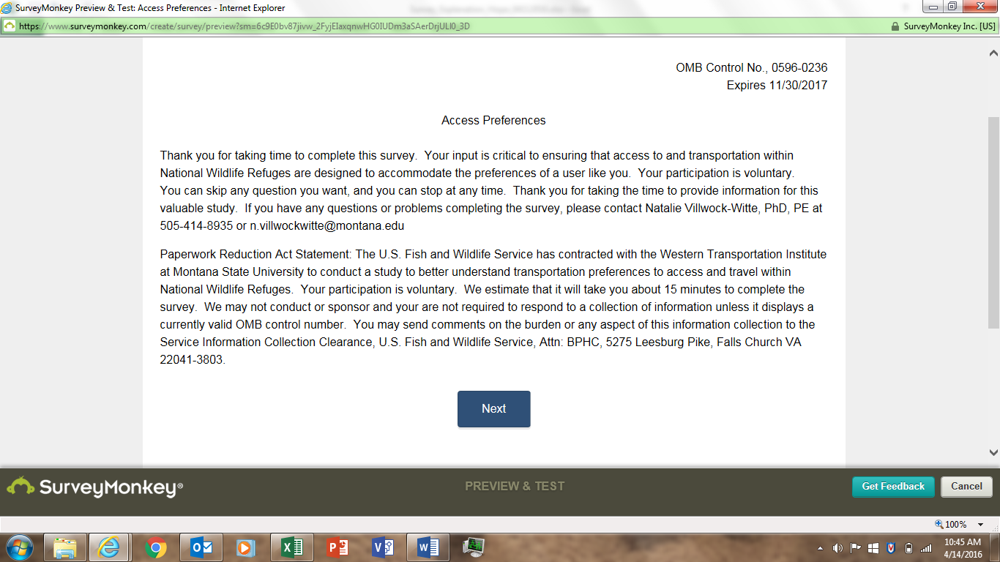 SurveyMonkey Preview & Test: Access Preferences - Internet Explorer
https://www.surveymonkey.com/create/survey/preview?sm=6c9E0bv87jivw_2FyjEIaxqnwHG0IUDm3aSAerDrjULl0_3D
SurveyMonkey Inc. [US]
OMB Control No., 0596-0236
Expires 11/30/2017
Access Preferences
Thank you for taking time to complete this survey.  Your input is critical to ensuring that access to and transportation within
National Wildlife Refuges are designed to accommodate the preferences of a user like you.  Your participation is voluntary.
You can skip any question you want, and you can stop at any time.  Thank you for taking the time to provide information for this
valuable study.  If you have any questions or problems completing the survey, please contact Natalie Villwock-Witte, PhD, PE at
505-414-8935 or n.villwockwitte@montana.edu
Paperwork Reduction Act Statement: The U.S. Fish and Wildlife Service has contracted with the Western Transportation Institute
at Montana State University to conduct a study to better understand transportation preferences to access and travel within
National Wildlife Refuges.  Your participation is voluntary.  We estimate that it will take you about 15 minutes to complete the
survey.  We may not conduct or sponsor and your are not required to respond to a collection of information unless it displays a
currently valid OMB control number.  You may send comments on the burden or any aspect of this information collection to the
Service Information Collection Clearance, U.S. Fish and Wildlife Service, Attn: BPHC, 5275 Leesburg Pike, Falls Church VA
22041-3803.
Next
SurveyMonkey®
PREVIEW & TEST
Get Feedback
Cancel
100%
10:45 AM
4/14/2016